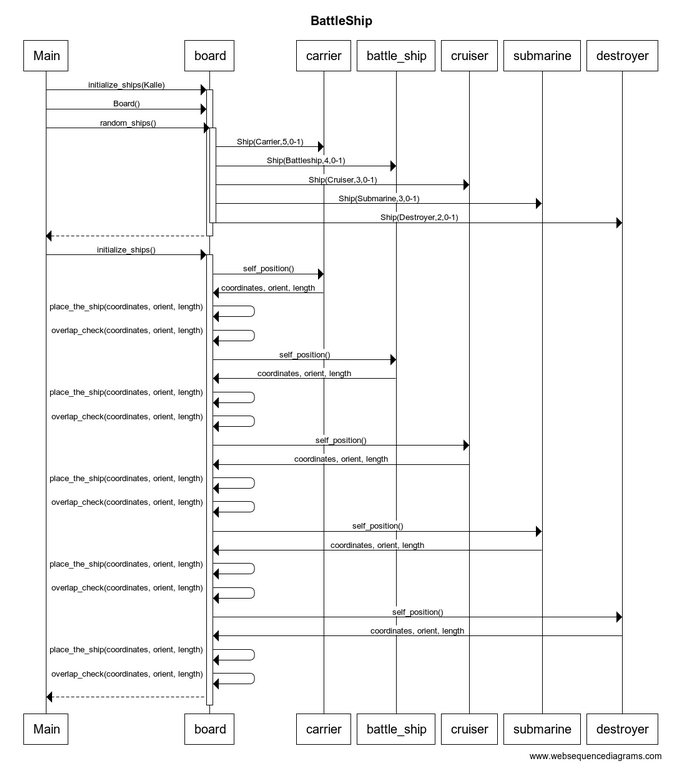 BattleShip
Main board carrier battle_ship cruiser submarine destroyer
initialize_ships(Kalle)
Board()
random_ships()
Ship(Carrier,5,0-1)
Ship(Battleship,4,0-1)
Ship(Cruiser,3,0-1)
Ship(Submarine,3,0-1)
Ship(Destroyer,2,0-1)
initialize_ships()
self_position()
coordinates, orient, length
place_the_ship(coordinates, orient, length)
overlap_check(coordinates, orient, length)
self_position()
coordinates, orient, length
place_the_ship(coordinates, orient, length)
overlap_check(coordinates, orient, length)
self_position()
coordinates, orient, length
place_the_ship(coordinates, orient, length)
overlap_check(coordinates, orient, length)
self_position()
coordinates, orient, length
place_the_ship(coordinates, orient, length)
overlap_check(coordinates, orient, length)
self_position()
coordinates, orient, length
place_the_ship(coordinates, orient, length)
overlap_check(coordinates, orient, length)
Main board carrier battle_ship cruiser submarine destroyer
www.websequencediagrams.com